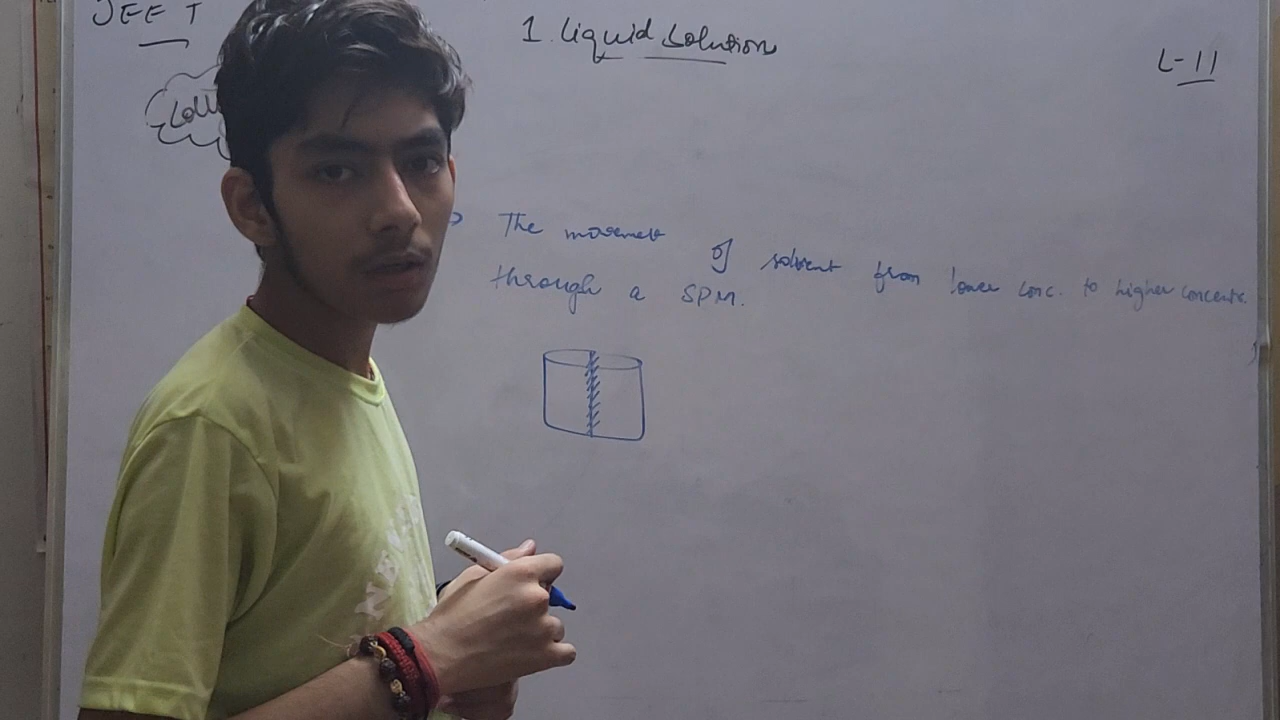 JEE T
1. Liquid Solution
L-11
The movement of solvent from lower conc. to higher concentr.
through a SPM.